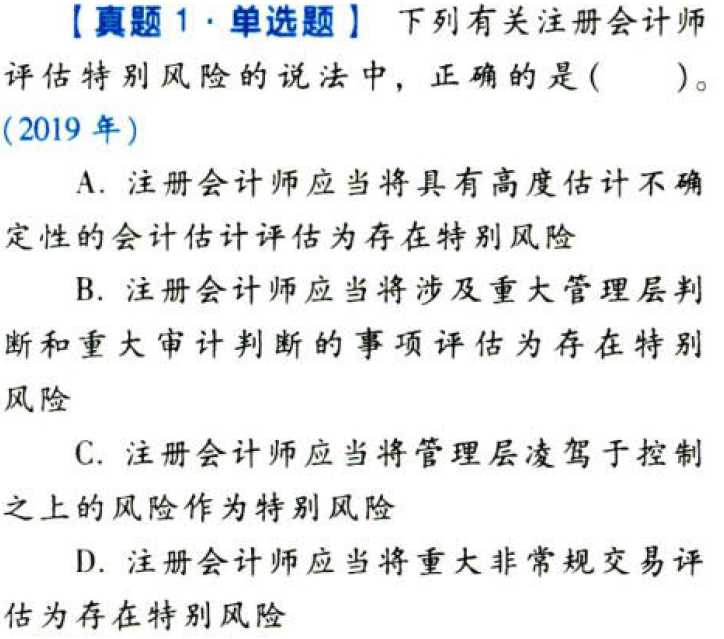 【真题 1·单选题】 下列有关注册会计师
评估特别风险的说法中，正确的是(  )。
(2019 年)
A. 注册会计师应当将具有高度估计不确
定性的会计估计评估为存在特别风险
B. 注册会计师应当将涉及重大管理层判
断和重大审计判断的事项评估为存在特别
风险
C. 注册会计师应当将管理层凌驾于控制
之上的风险作为特别风险
D. 注册会计师应当将重大非常规交易评
估为存在特别风险